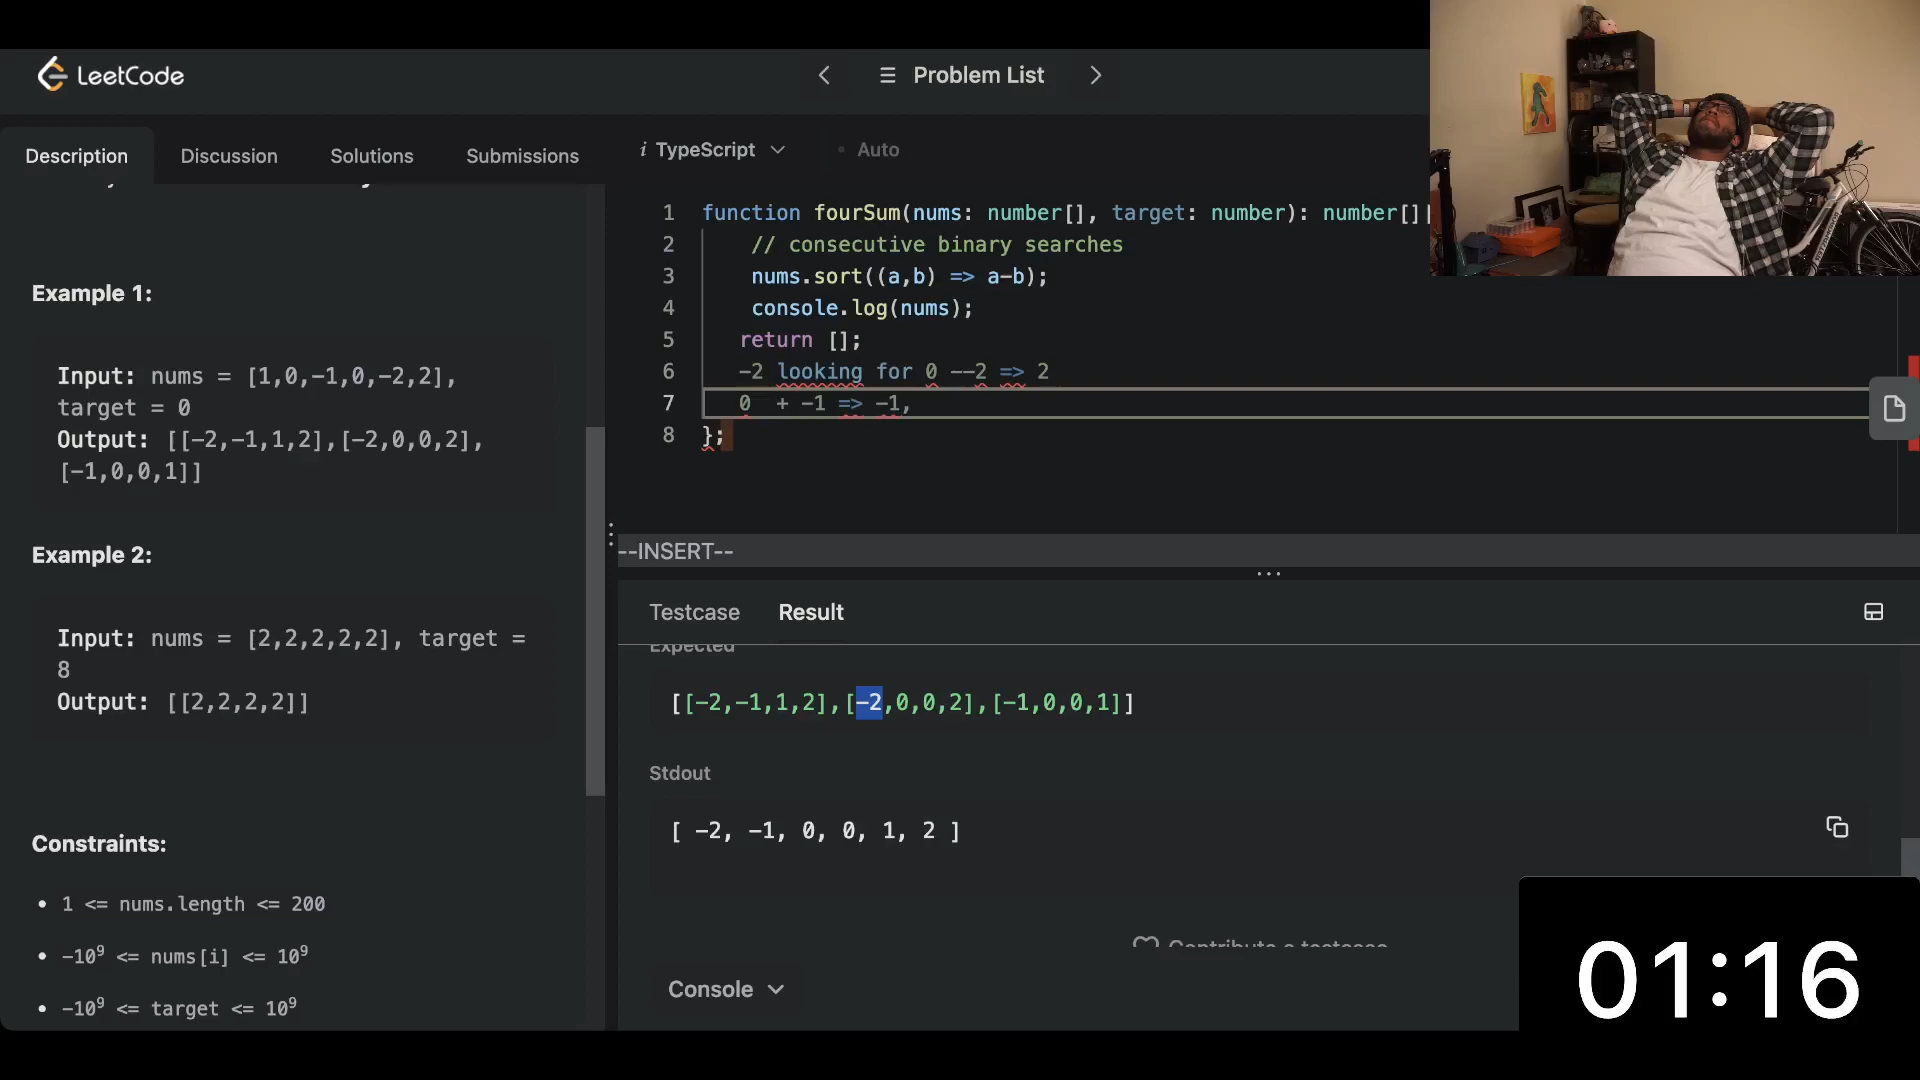 LeetCode
Problem List
Description
Discussion
Solutions
Submissions
i TypeScript
• Auto
Example 1:
Input: nums = [1,0,-1,0,-2,2],
target = 0
Output: [[-2,-1,1,2],[-2,0,0,2],
[-1,0,0,1]]
Example 2:
Input: nums = [2,2,2,2,2], target =
8
Output: [[2,2,2,2]]
Constraints:
• 1 <= nums.length <= 200
• -10⁹ <= nums[i] <= 10⁹
• -10⁹ <= target <= 10⁹
1 function fourSum(nums: number[], target: number): number[]
2 // consecutive binary searches
3 nums.sort((a,b) => a-b);
4 console.log(nums);
5 return [];
6 -2 looking for 0 --2 => 2
7 0 + -1 => -1,
8 };
--INSERT--
Testcase
Result
Expected
[[-2,-1,1,2],[-2,0,0,2],[-1,0,0,1]]
Stdout
[ -2, -1, 0, 0, 1, 2 ]
Contribute a testcase
Console
01:16